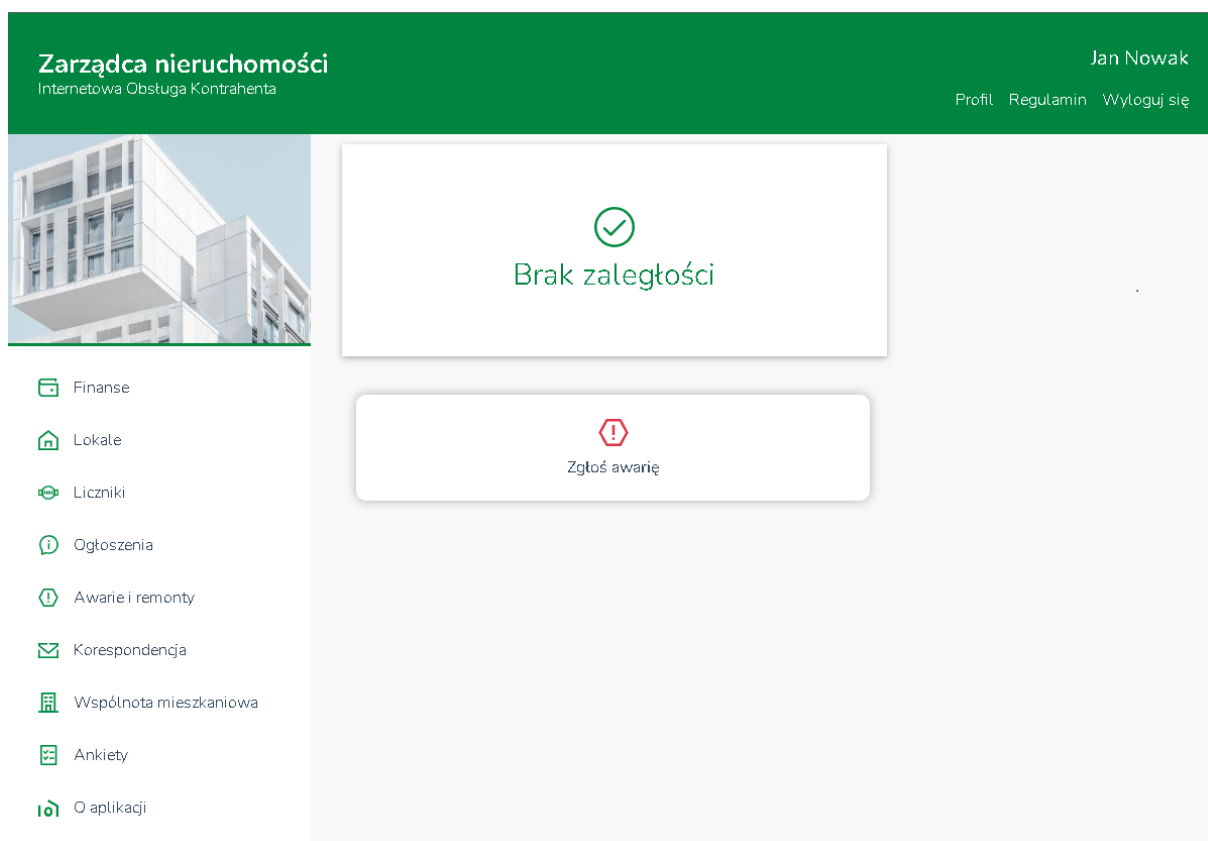 Zarządca nieruchomości
Internetowa Obsługa Kontrahenta
Jan Nowak
Profil Regulamin Wyloguj się
Brak zaległości
Zgłoś awarię
Finanse
Lokale
Liczniki
Ogłoszenia
Awarie i remonty
Korespondencja
Wspólnota mieszkaniowa
Ankiety
O aplikacji